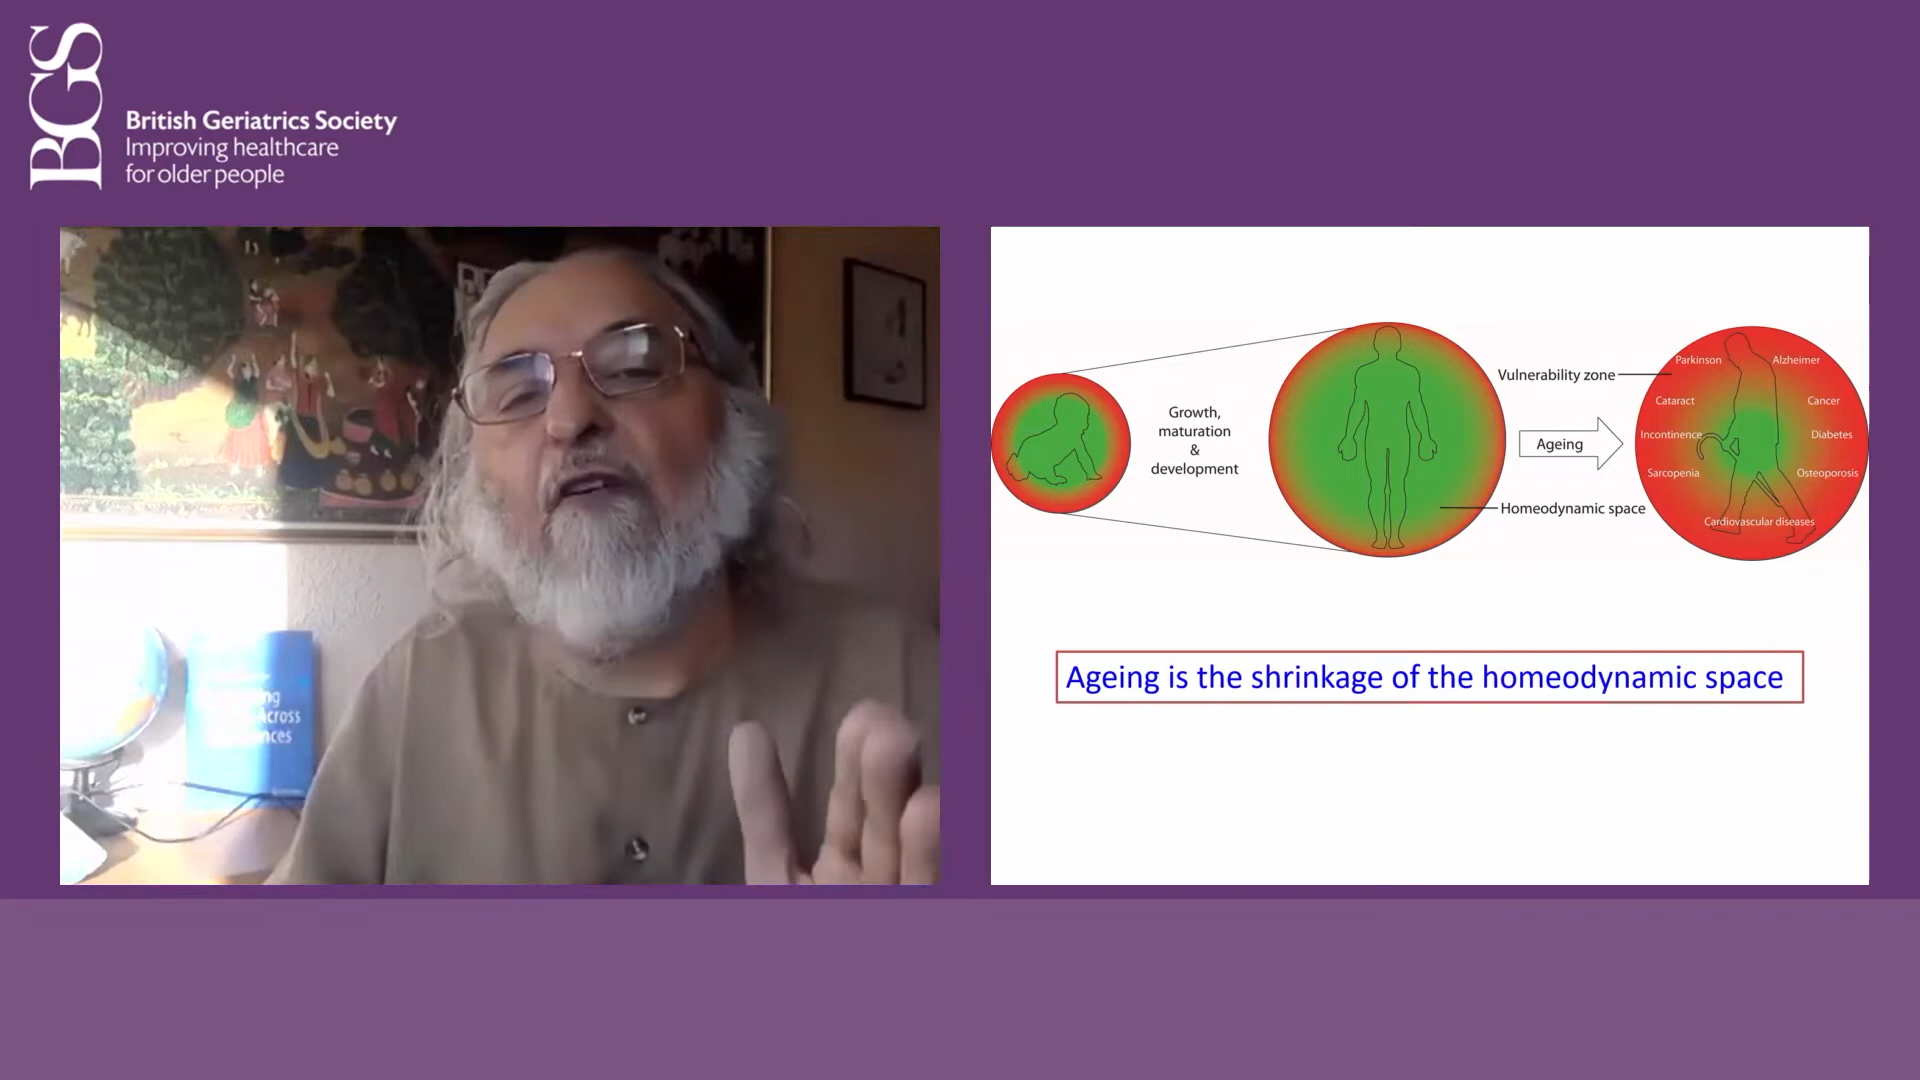 BGS
British Geriatrics Society
Improving healthcare
for older people
Across
Growth,
maturation
&
development
Vulnerability zone
Ageing
Homeodynamic space
Parkinson
Alzheimer
Cataract
Cancer
Incontinence
Diabetes
Sarcopenia
Osteoporosis
Cardiovascular diseases
Ageing is the shrinkage of the homeodynamic space